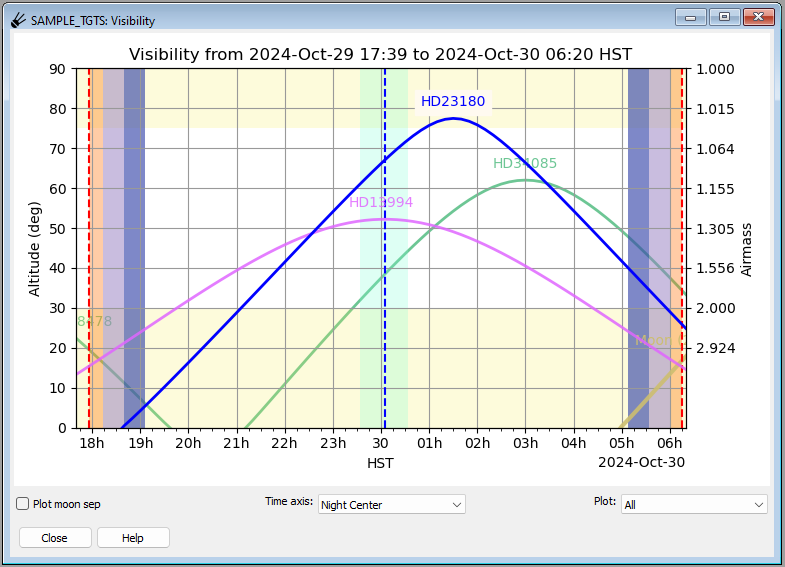 SAMPLE_TGTS: Visibility
Visibility from 2024-Oct-29 17:39 to 2024-Oct-30 06:20 HST
90 1.000
HD23180
80 1.015
70 1.064
HD34085
60 1.155
HD13994
50 1.305
Altitude (deg)
Airmass
40 1.556
30 2.000
8478
Moon
20 2.924
10
0
18h 19h 20h 21h 22h 23h 30 01h 02h 03h 04h 05h 06h
HST
2024-Oct-30
Plot moon sep
Time axis: Night Center
Plot: All
Close Help